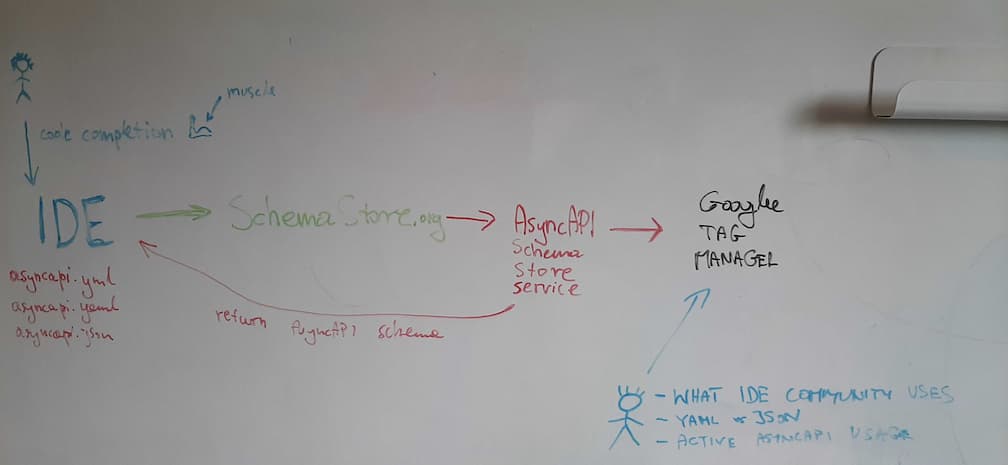 muscle
code completion
IDE
SchemaStore.org
AsyncAPI
Schema
Store
service
Google
TAG
MANAGER
asyncapi.yml
asyncapi.yaml
asyncapi.json
return AsyncAPI schema
- WHAT IDE COMMUNITY USES
- YAML JSON
- ACTIVE ASYNCAPI USAGE